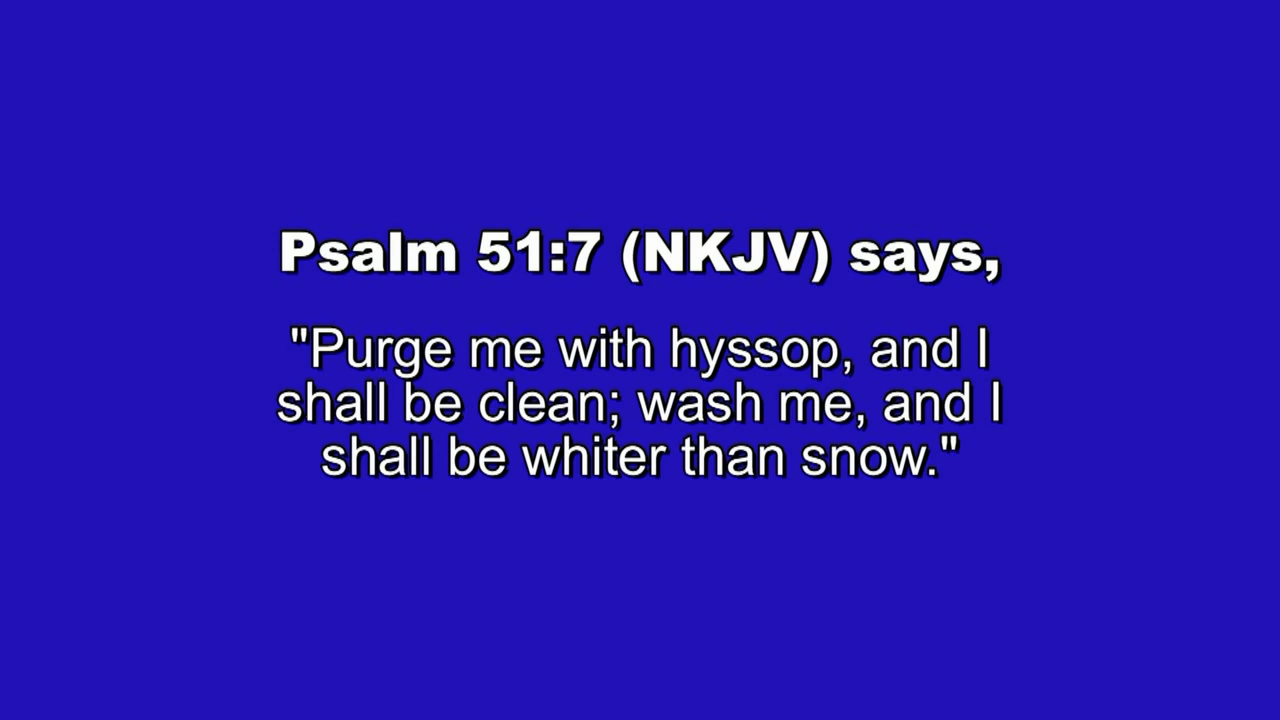 Psalm 51:7 (NKJV) says,
"Purge me with hyssop, and I
shall be clean; wash me, and I
shall be whiter than snow."